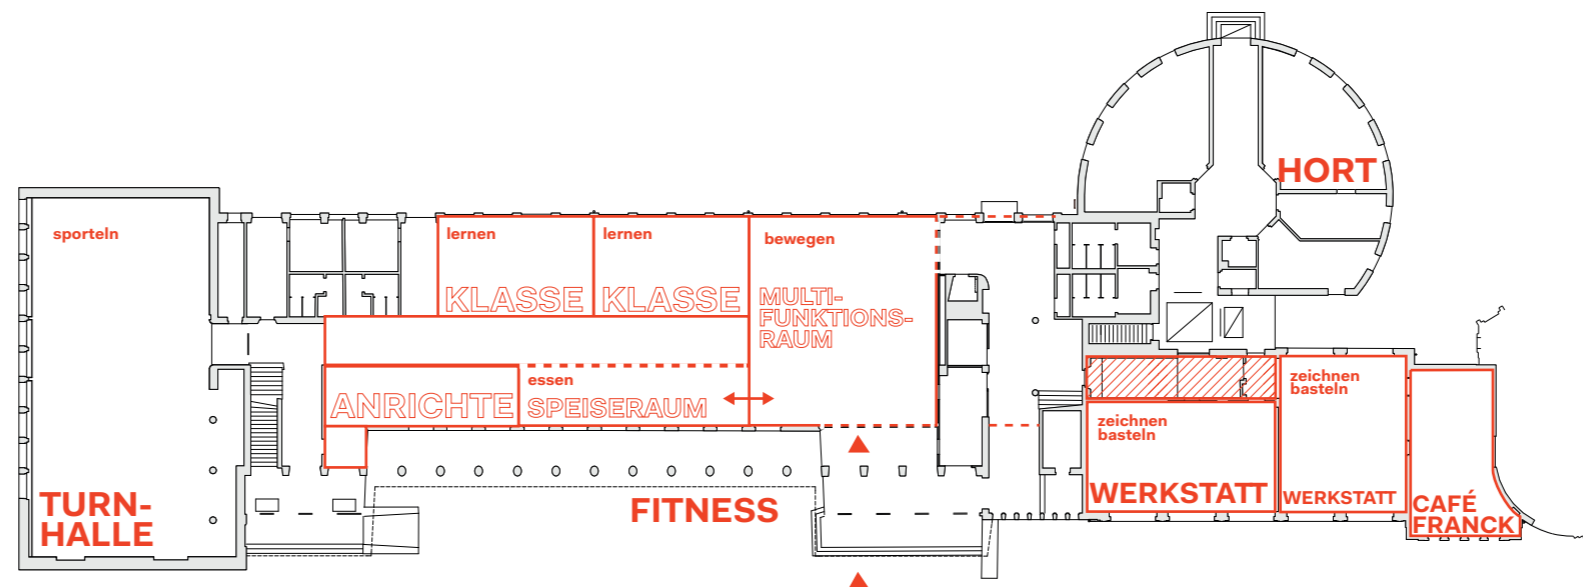 HORT
sporteln
lernen
lernen
bewegen
KLASSE
KLASSE
MULTI-
FUNKTIONS-
RAUM
essen
ANRICHTE
SPEISERAUM
zeichnen
basteln
zeichnen
basteln
TURN-
HALLE
FITNESS
WERKSTATT
WERKSTATT
CAFÉ
FRANCK